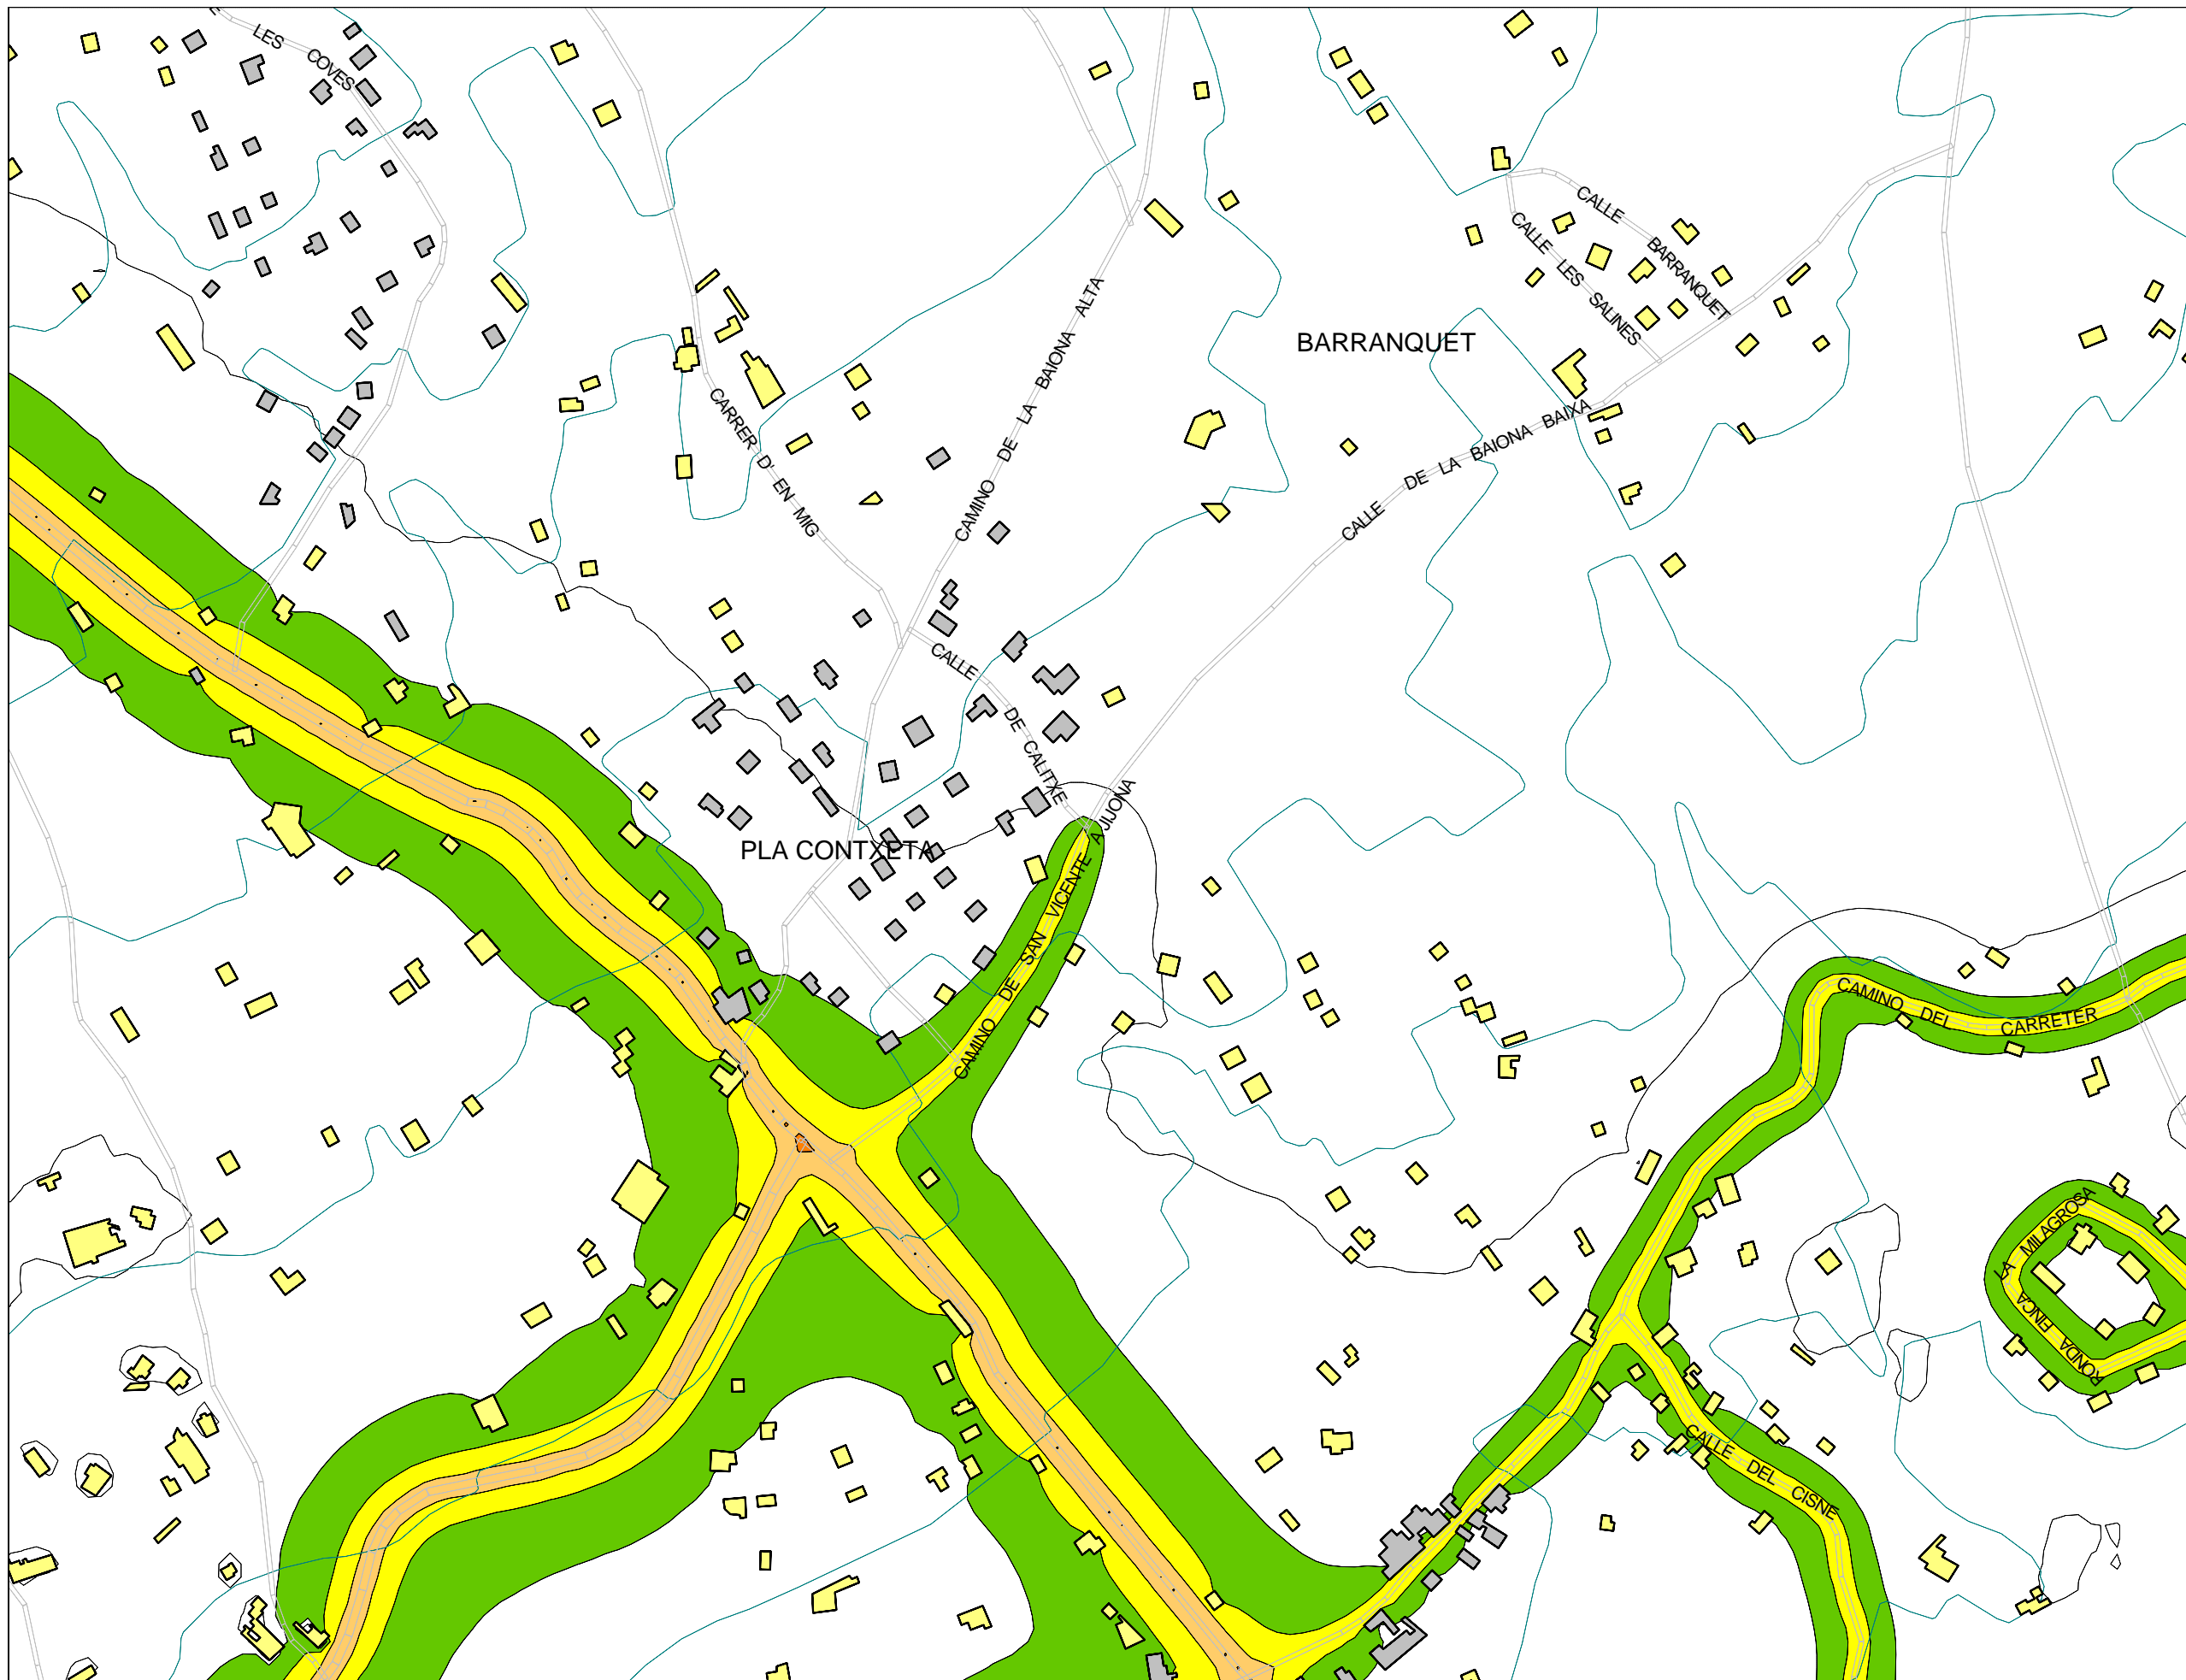 LES COVES
CALLE BARRANQUET
CALLE LES SALINES
CAMINO DE LA BAIONA ALTA
BARRANQUET
CARRER D' EN MIG
CALLE DE LA BAIONA BAIXA
CALLE DE CALITXE
PLA CONTXETA
CAMINO DE SAN VICENTE A JIJONA
CAMINO DEL CARRETER
RONDA FINCA LA MILAGROSA
CALLE DEL CISNE